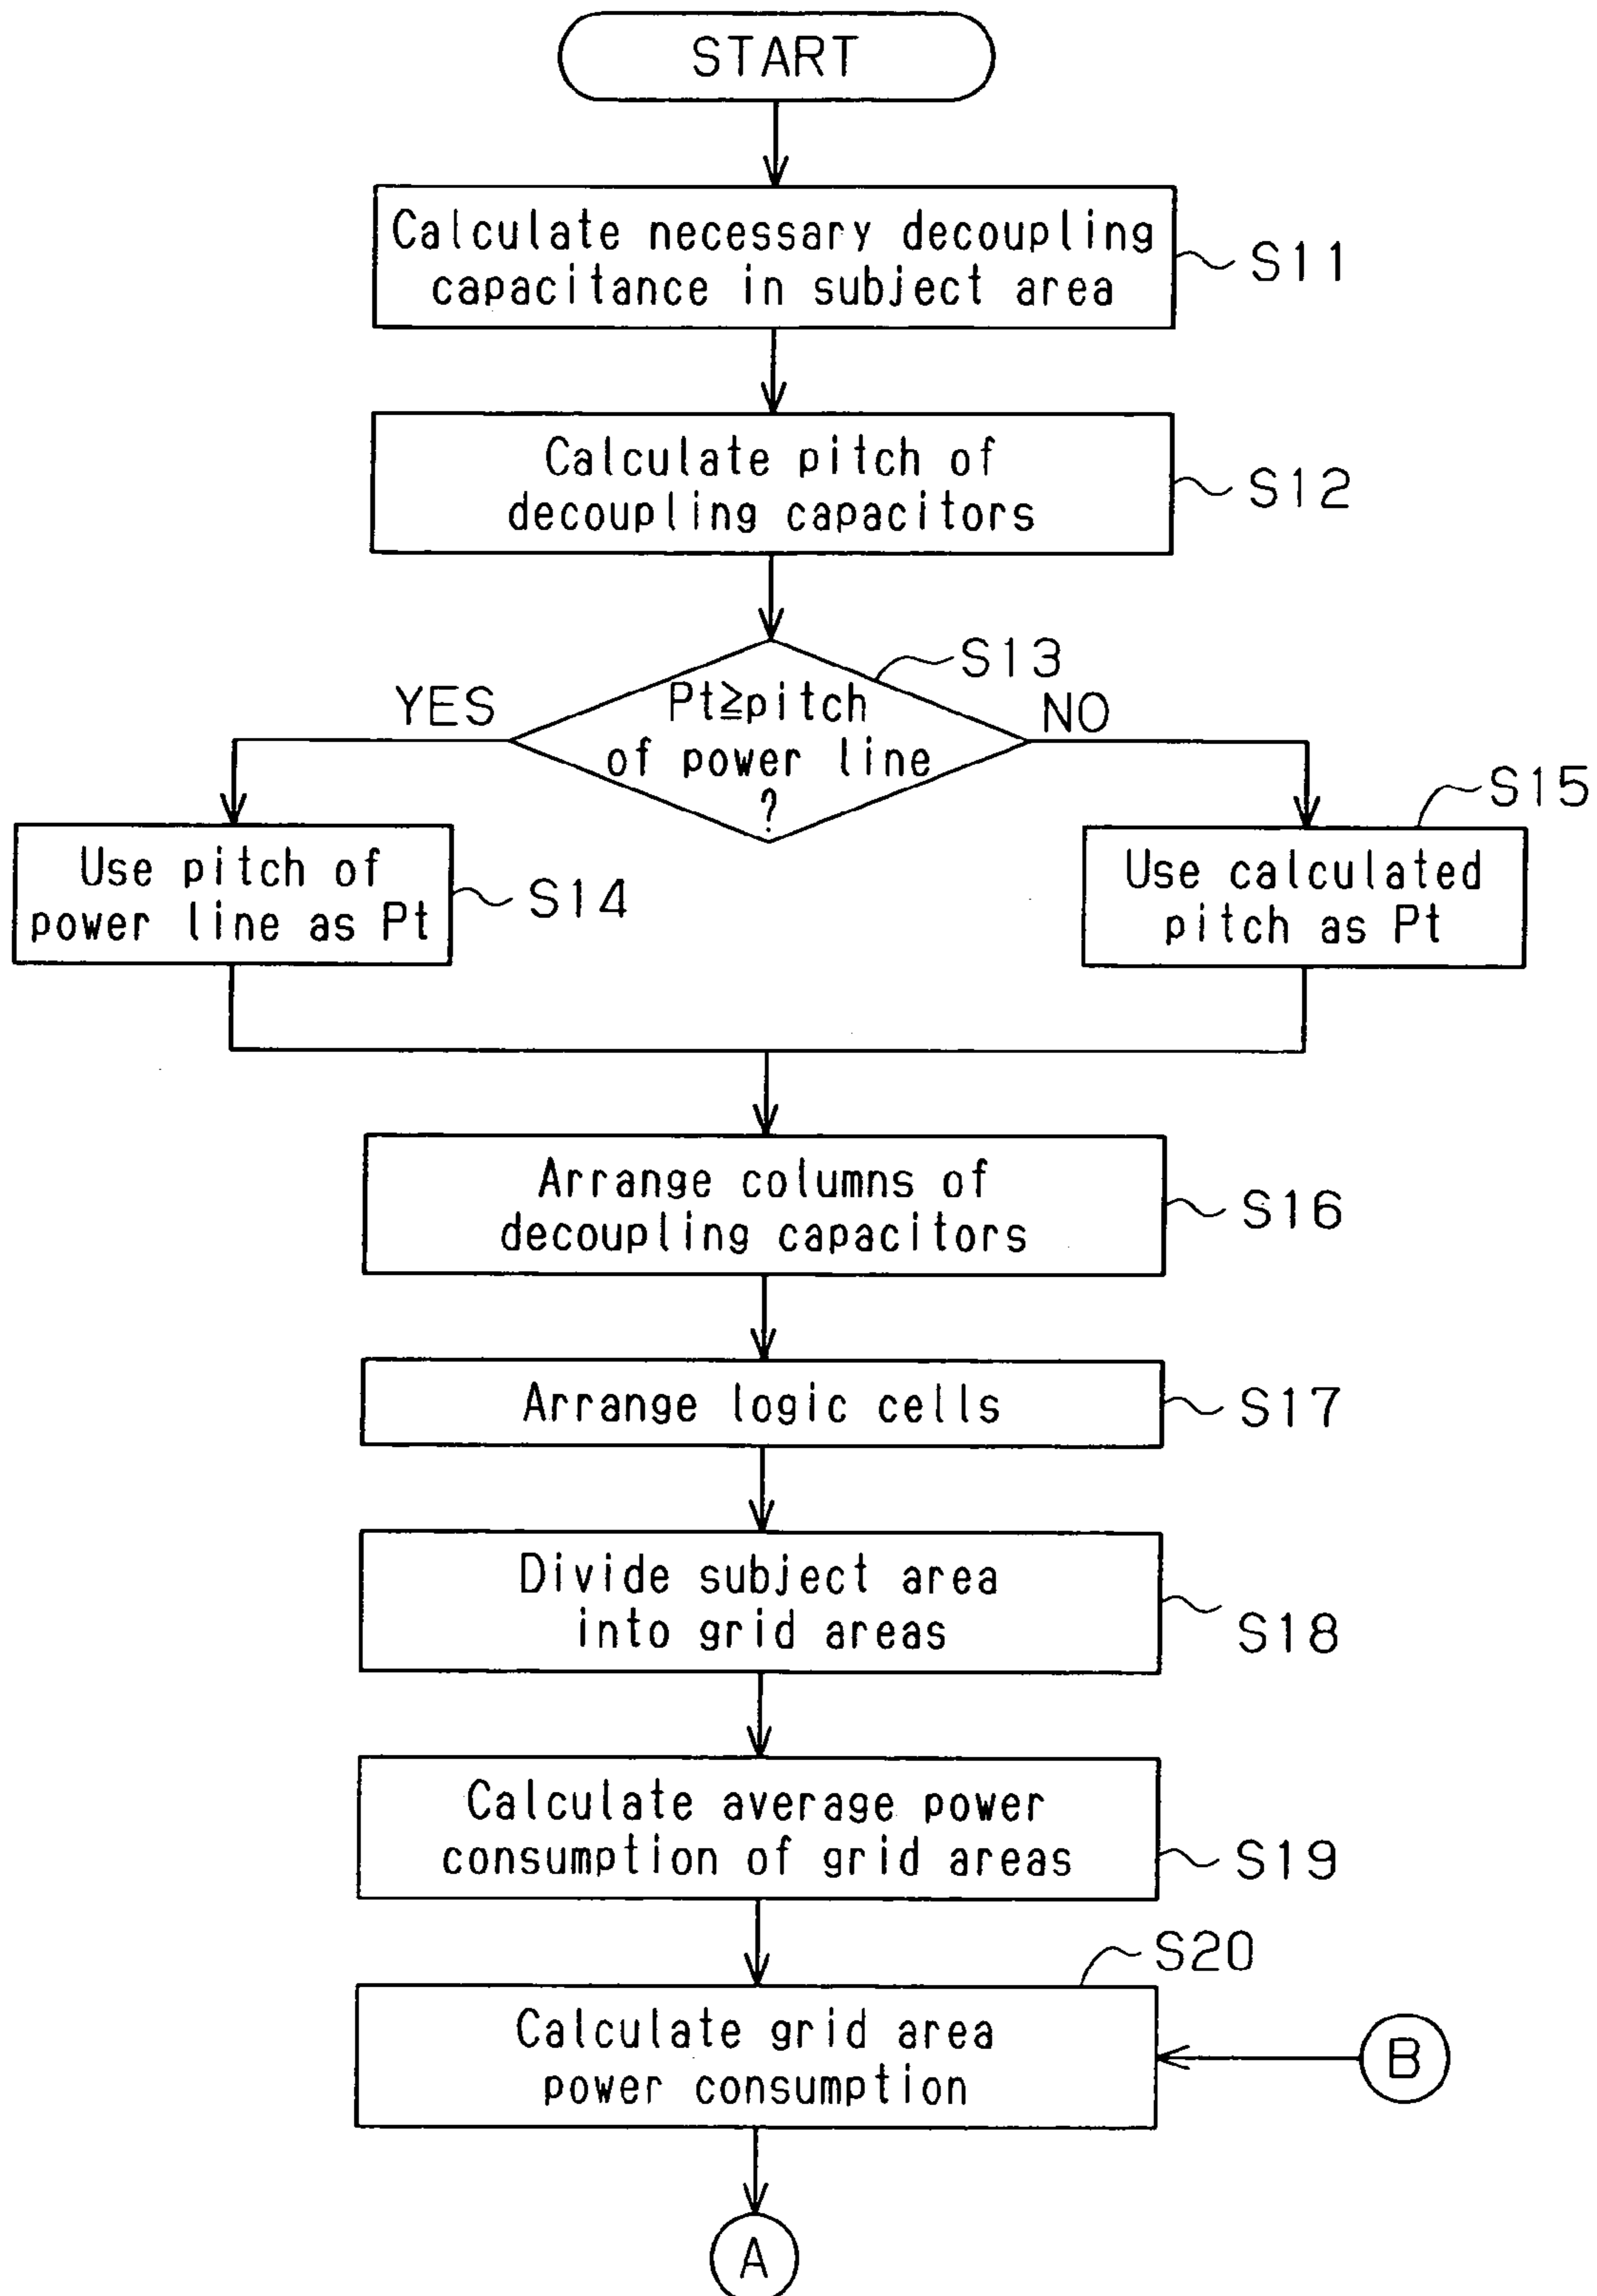 START
Calculate necessary decoupling
capacitance in subject area
S11
Calculate pitch of
decoupling capacitors
S12
S13
Pt≧pitch
of power line
?
YES
NO
Use pitch of
power line as Pt
S14
S15
Use calculated
pitch as Pt
Arrange columns of
decoupling capacitors
S16
Arrange logic cells
S17
Divide subject area
into grid areas
S18
Calculate average power
consumption of grid areas
S19
S20
Calculate grid area
power consumption
B
A